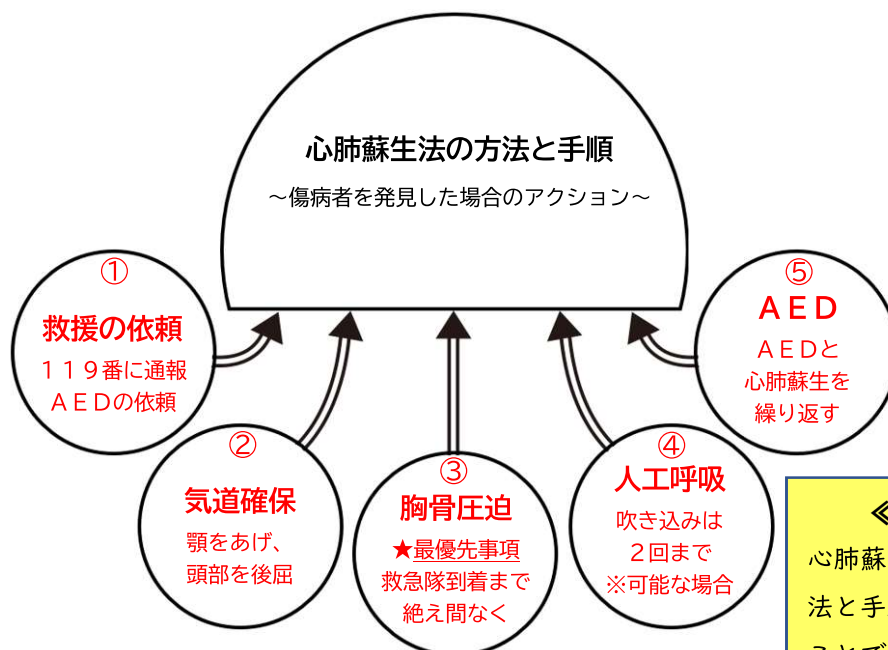 心肺蘇生法の方法と手順
～傷病者を発見した場合のアクション～
①
救援の依頼
１１９番に通報
ＡＥＤの依頼
②
気道確保
顎をあげ、
頭部を後屈
③
胸骨圧迫
★最優先事項
救急隊到着まで
絶え間なく
④
人工呼吸
吹き込みは
２回まで
※可能な場合
⑤
ＡＥＤ
ＡＥＤと
心肺蘇生を
繰り返す
≪
心肺蘇
法と手